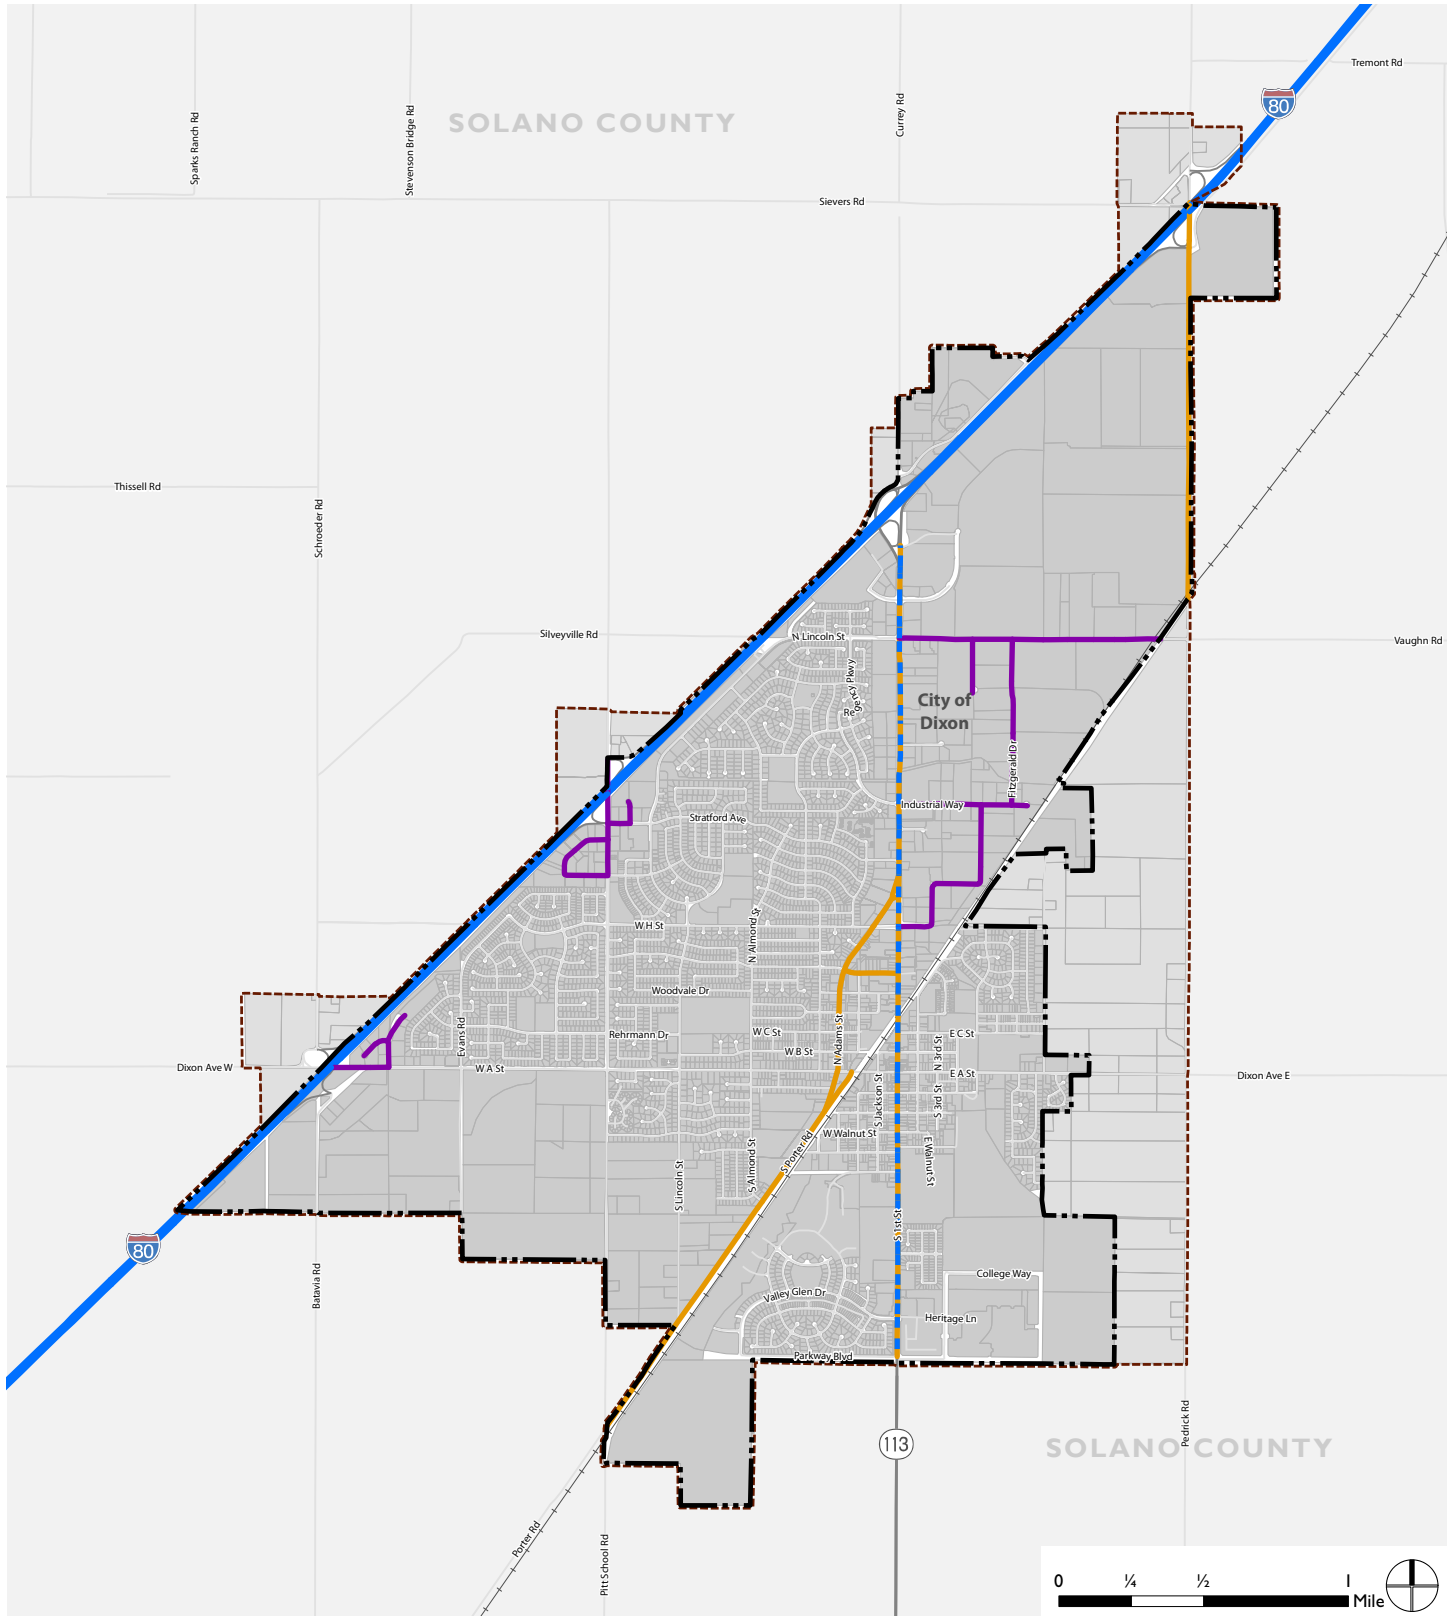 Tremont Rd
80
SOLANO COUNTY
Sparks Ranch Rd
Stevenson Bridge Rd
Currey Rd
Sievers Rd
Thissell Rd
Schroeder Rd
Silveyville Rd
N Lincoln St
Vaughn Rd
Regency Pkwy
City of
Dixon
Fitzgerald Dr
Industrial Way
Stratford Ave
W H St
N Almond St
Woodvale Dr
Evans Rd
Rehrmann Dr
W C St
W B St
N Adams St
E C St
N 3rd St
Dixon Ave W
W A St
E A St
Dixon Ave E
S Jackson St
S 3rd St
W Walnut St
S Porter Rd
E Walnut St
S Almond St
S Lincoln St
S 1st St
80
Batavia Rd
College Way
Valley Glen Dr
Heritage Ln
Parkway Blvd
Pedrick Rd
113
SOLANO COUNTY
Porter Rd
Pitt School Rd
0 ¼ ½ 1
Mile